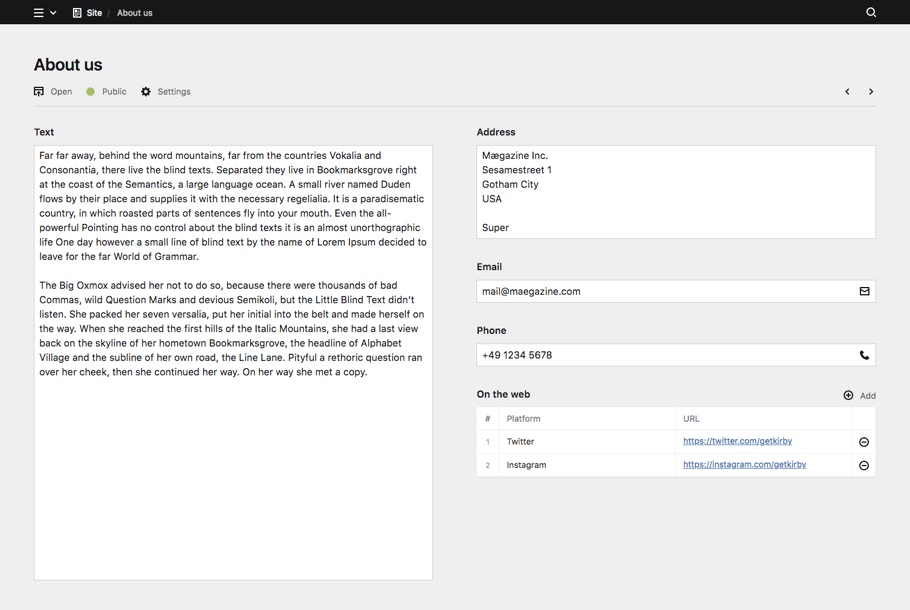 Site / About us
About us
Open Public Settings
Text
Far far away, behind the word mountains, far from the countries Vokalia and
Consonantia, there live the blind texts. Separated they live in Bookmarksgrove right
at the coast of the Semantics, a large language ocean. A small river named Duden
flows by their place and supplies it with the necessary regelialia. It is a paradisematic
country, in which roasted parts of sentences fly into your mouth. Even the all-
powerful Pointing has no control about the blind texts it is an almost unorthographic
life One day however a small line of blind text by the name of Lorem Ipsum decided to
leave for the far World of Grammar.
The Big Oxmox advised her not to do so, because there were thousands of bad
Commas, wild Question Marks and devious Semikoli, but the Little Blind Text didn't
listen. She packed her seven versalia, put her initial into the belt and made herself on
the way. When she reached the first hills of the Italic Mountains, she had a last view
back on the skyline of her hometown Bookmarksgrove, the headline of Alphabet
Village and the subline of her own road, the Line Lane. Pityful a rethoric question ran
over her cheek, then she continued her way. On her way she met a copy.
Address
Mægazine Inc.
Sesamestreet 1
Gotham City
USA
Super
Email
mail@maegazine.com
Phone
+49 1234 5678
On the web Add
# Platform URL
1 Twitter https://twitter.com/getkirby
2 Instagram https://instagram.com/getkirby